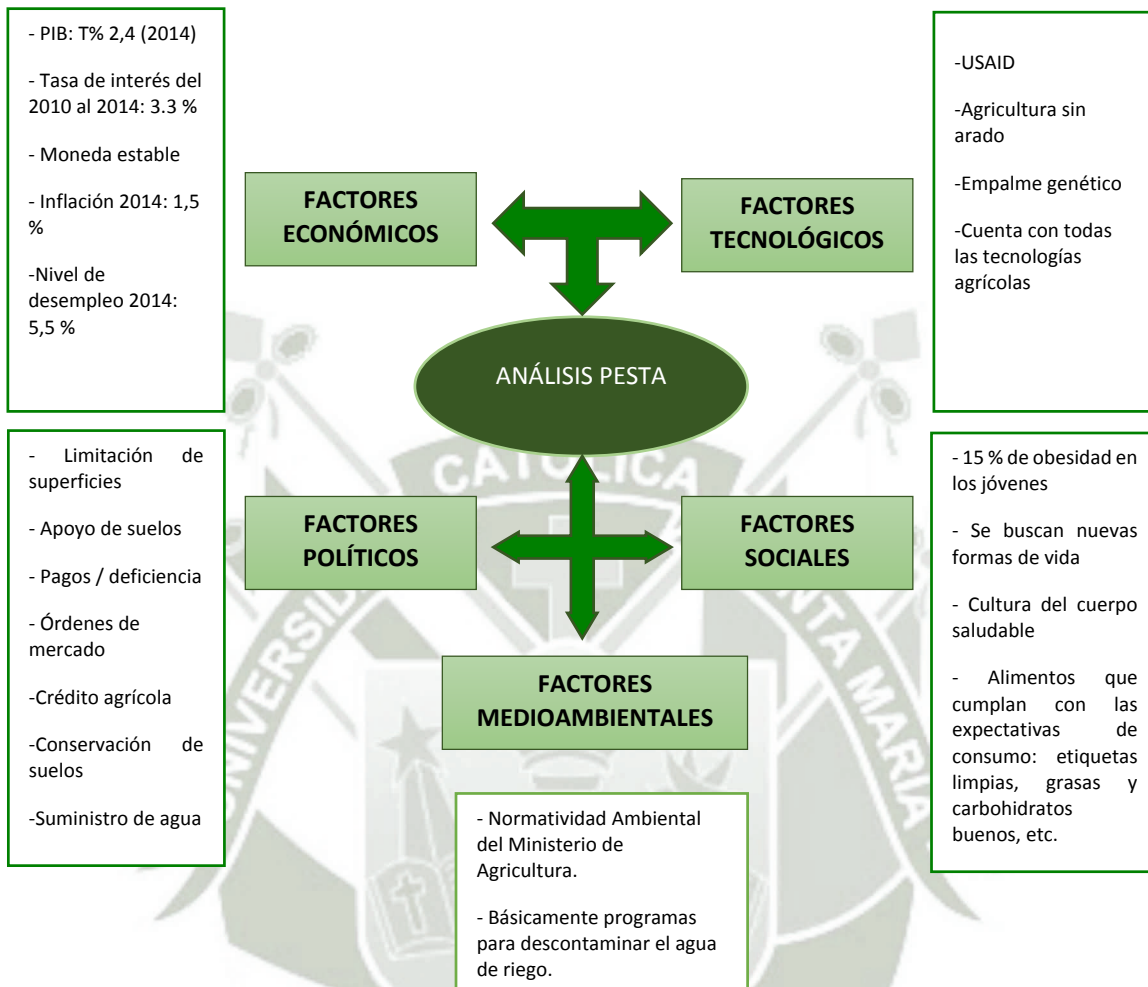 - PIB: T% 2,4 (2014)
- Tasa de interés del
2010 al 2014: 3.3 %
- Moneda estable
- Inflación 2014: 1,5
%
-Nivel de
desempleo 2014:
5,5 %
FACTORES
ECONÓMICOS
FACTORES
TECNOLÓGICOS
-USAID
-Agricultura sin
arado
-Empalme genético
-Cuenta con todas
las tecnologías
agrícolas
ANÁLISIS PESTA
- Limitación de
superficies
- Apoyo de suelos
- Pagos / deficiencia
- Órdenes de
mercado
-Crédito agrícola
-Conservación de
suelos
-Suministro de agua
FACTORES
POLÍTICOS
FACTORES
SOCIALES
- 15 % de obesidad en
los jóvenes
- Se buscan nuevas
formas de vida
- Cultura del cuerpo
saludable
- Alimentos que
cumplan con las
expectativas de
consumo: etiquetas
limpias, grasas y
carbohidratos
buenos, etc.
FACTORES
MEDIOAMBIENTALES
- Normatividad Ambiental
del Ministerio de
Agricultura.
- Básicamente programas
para descontaminar el agua
de riego.
CATÓLICA
MARÍA